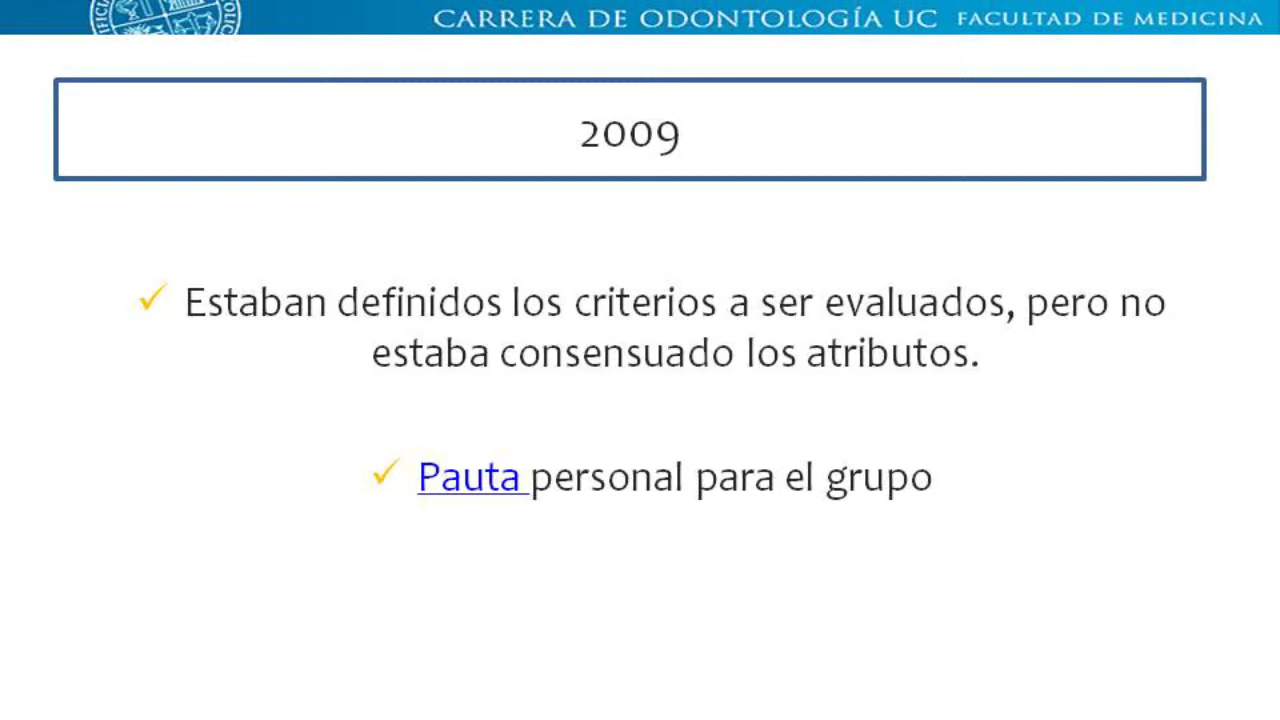 CARRERA DE ODONTOLOGÍA UC FACULTAD DE MEDICINA
2009
Estaban definidos los criterios a ser evaluados, pero no
estaba consensuado los atributos.
Pauta personal para el grupo